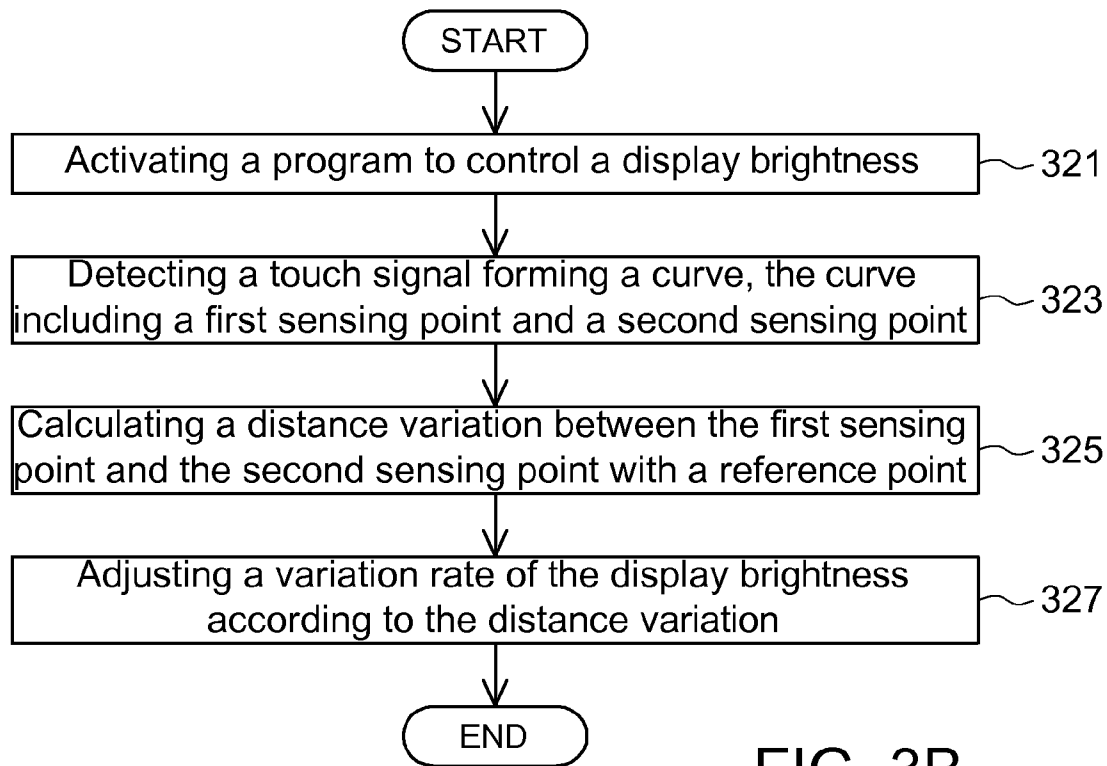 START
Activating a program to control a display brightness
321
Detecting a touch signal forming a curve, the curve
including a first sensing point and a second sensing point
323
Calculating a distance variation between the first sensing
point and the second sensing point with a reference point
325
Adjusting a variation rate of the display brightness
according to the distance variation
327
END
FIG. 3B